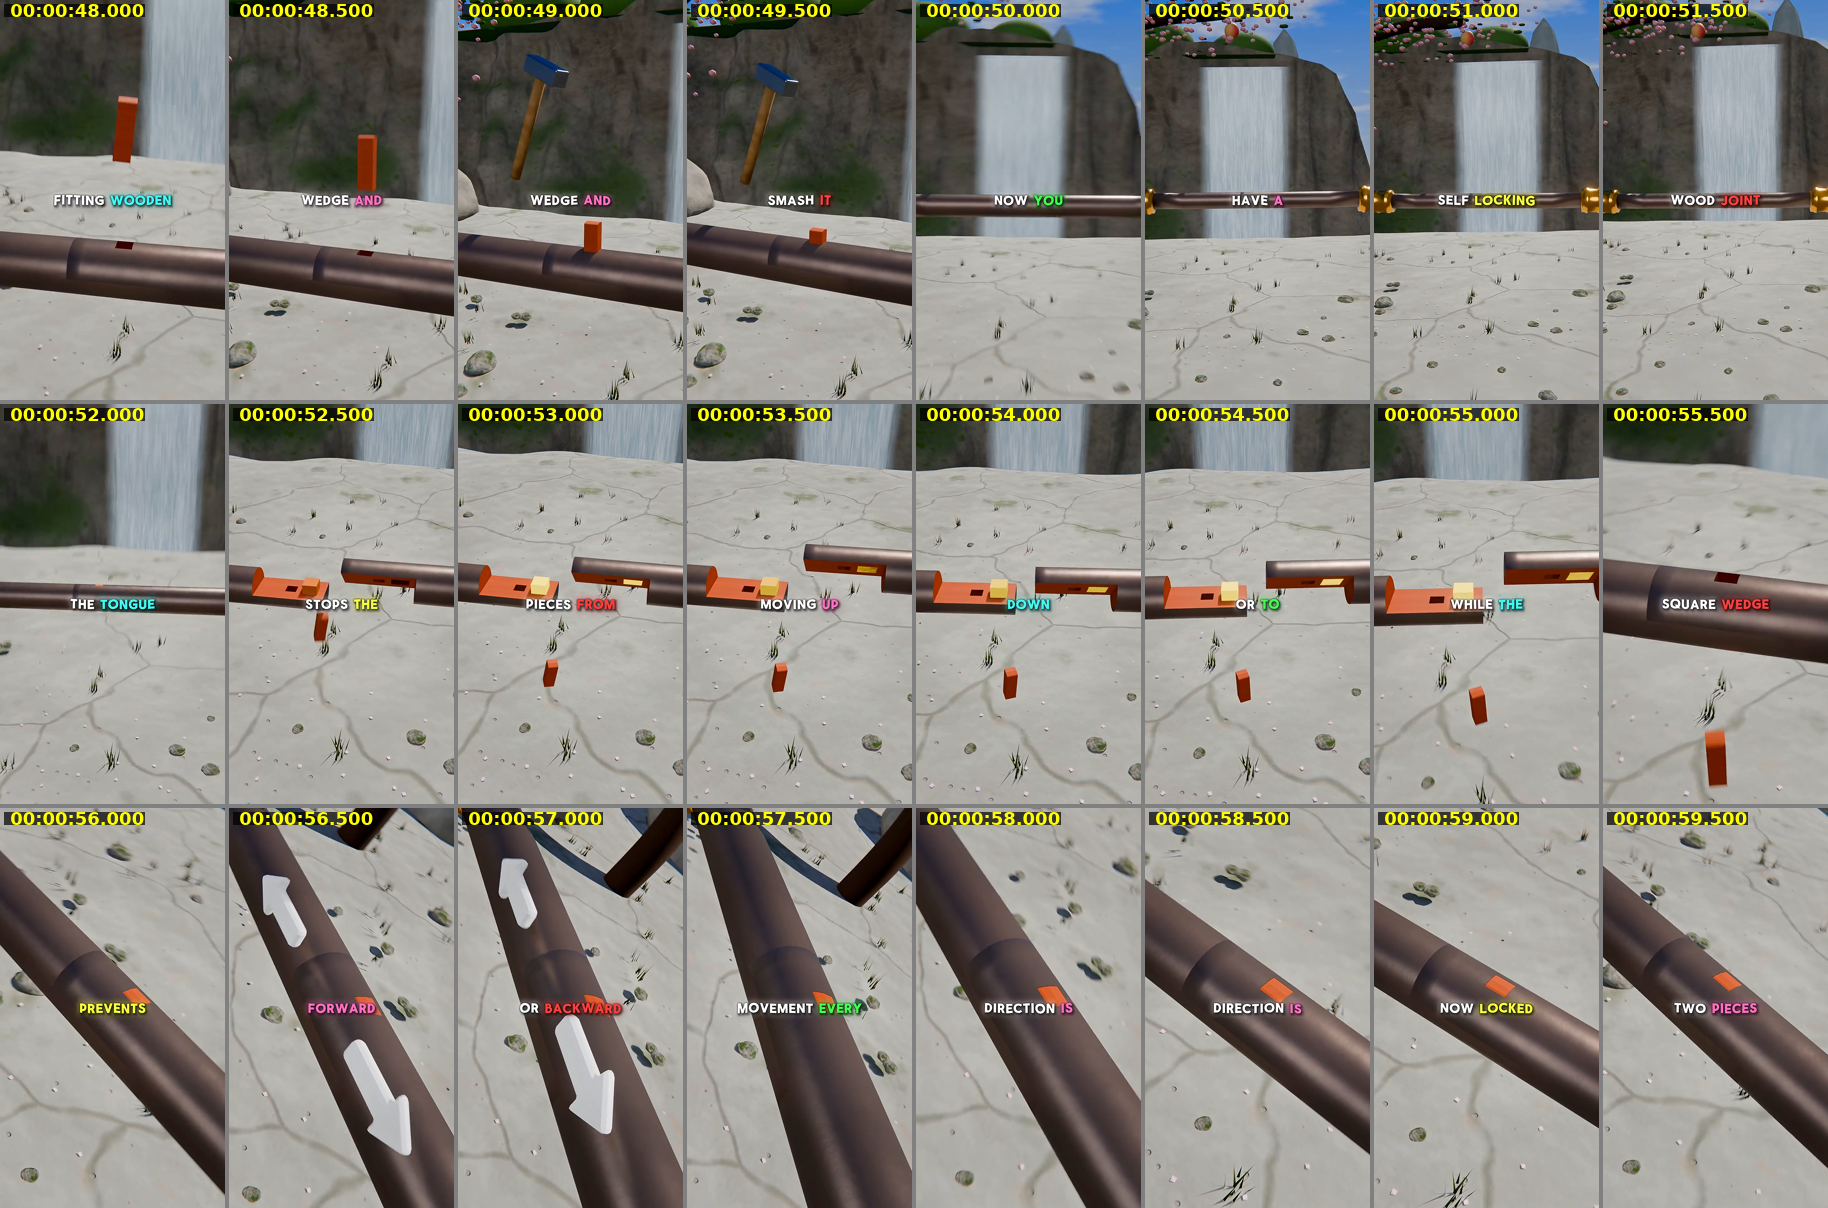 00:00:48.000
FITTING WOODEN
00:00:48.500
WEDGE AND
00:00:49.000
WEDGE AND
00:00:49.500
SMASH IT
00:00:50.000
NOW YOU
00:00:50.500
HAVE A
00:00:51.000
SELF LOCKING
00:00:51.500
WOOD JOINT
00:00:52.000
THE TONGUE
00:00:52.500
STOPS THE
00:00:53.000
PIECES FROM
00:00:53.500
MOVING UP
00:00:54.000
DOWN
00:00:54.500
OR TO
00:00:55.000
WHILE THE
00:00:55.500
SQUARE WEDGE
00:00:56.000
PREVENTS
00:00:56.500
FORWARD
00:00:57.000
OR BACKWARD
00:00:57.500
MOVEMENT EVERY
00:00:58.000
DIRECTION IS
00:00:58.500
DIRECTION IS
00:00:59.000
NOW LOCKED
00:00:59.500
TWO PIECES